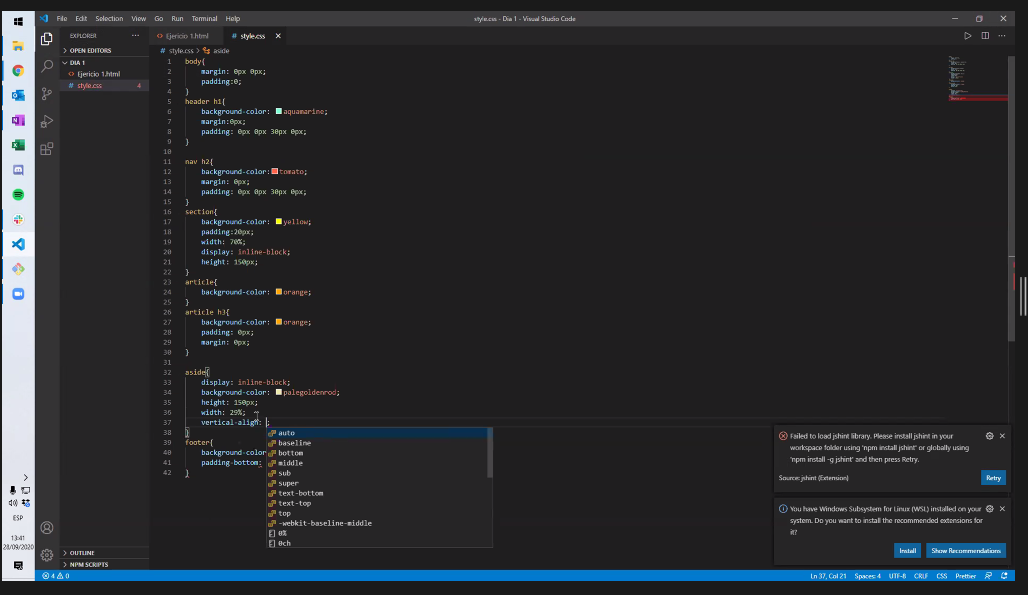 File Edit Selection View Go Run Terminal Help
style.css - Dia 1 - Visual Studio Code
EXPLORER
OPEN EDITORS
DIA 1
Ejericio 1.html
style.css 4
OUTLINE
NPM SCRIPTS
Ejericio 1.html style.css
style.css > aside
1 body{
2 margin: 0px 0px;
3 padding:0;
4 }
5 header h1{
6 background-color: aquamarine;
7 margin:0px;
8 padding: 0px 0px 30px 0px;
9 }
10
11 nav h2{
12 background-color: tomato;
13 margin: 0px;
14 padding: 0px 0px 30px 0px;
15 }
16 section{
17 background-color: yellow;
18 padding:20px;
19 width: 70%;
20 display: inline-block;
21 height: 150px;
22 }
23 article{
24 background-color: orange;
25 }
26 article h3{
27 background-color: orange;
28 padding: 0px;
29 margin: 0px;
30 }
31
32 aside{
33 display: inline-block;
34 background-color: palegoldenrod;
35 height: 150px;
36 width: 29%;
37 vertical-align: ;
38 }
39 footer{
40 background-color
41 padding-bottom:
42 }
auto
baseline
bottom
middle
sub
super
text-bottom
text-top
top
-webkit-baseline-middle
0%
0ch
Failed to load jshint library. Please install jshint in your
workspace folder using 'npm install jshint' or globally using
'npm install -g jshint' and then press Retry.
Source: jshint (Extension)
Retry
You have Windows Subsystem for Linux (WSL) installed on your
system. Do you want to install the recommended extensions for
it?
Install Show Recommendations
ESP
13:41
28/09/2020
4 0
Ln 37, Col 21 Spaces: 4 UTF-8 CRLF CSS Prettier